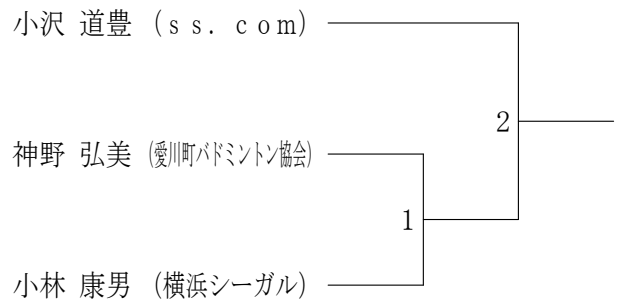 小沢 道豊 (ss.com)
2
神野 弘美 (愛川町バドミントン協会)
1
小林 康男 (横浜シーガル)